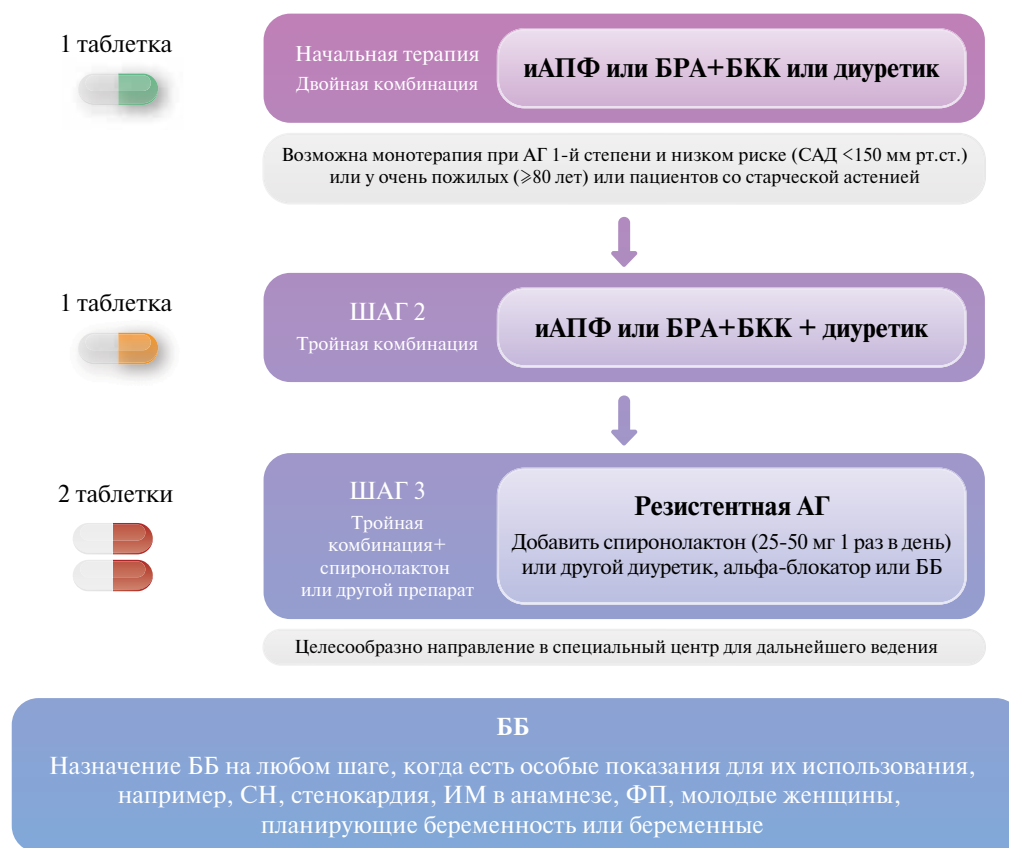 1 таблетка
Начальная терапия
Двойная комбинация
иАПФ или БРА+БКК или диуретик
Возможна монотерапия при АГ 1-й степени и низком риске (САД <150 мм рт.ст.)
или у очень пожилых (⩾80 лет) или пациентов со старческой астенией
1 таблетка
ШАГ 2
Тройная комбинация
иАПФ или БРА+БКК + диуретик
2 таблетки
ШАГ 3
Тройная
комбинация+
спиронолактон
или другой препарат
Резистентная АГ
Добавить спиронолактон (25-50 мг 1 раз в день)
или другой диуретик, альфа-блокатор или ББ
Целесообразно направление в специальный центр для дальнейшего ведения
ББ
Назначение ББ на любом шаге, когда есть особые показания для их использования,
например, СН, стенокардия, ИМ в анамнезе, ФП, молодые женщины,
планирующие беременность или беременные